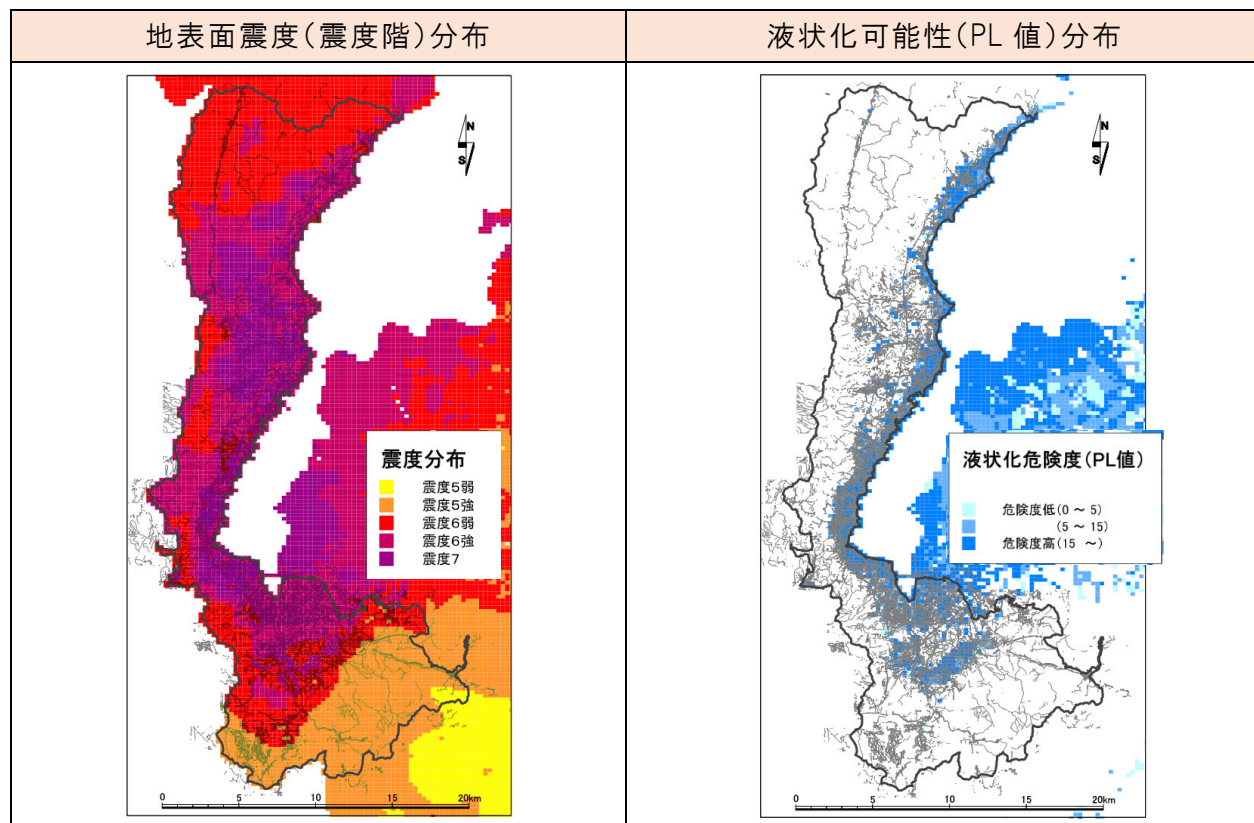 地表面震度(震度階)分布
液状化可能性(PL 値)分布
N
S
震度分布
震度5弱
震度5強
震度6弱
震度6強
震度7
0 5 10 15 20km
N
S
液状化危険度(PL値)
危険度低(0 ~ 5)
(5 ~ 15)
危険度高(15 ~)
0 5 10 15 20km